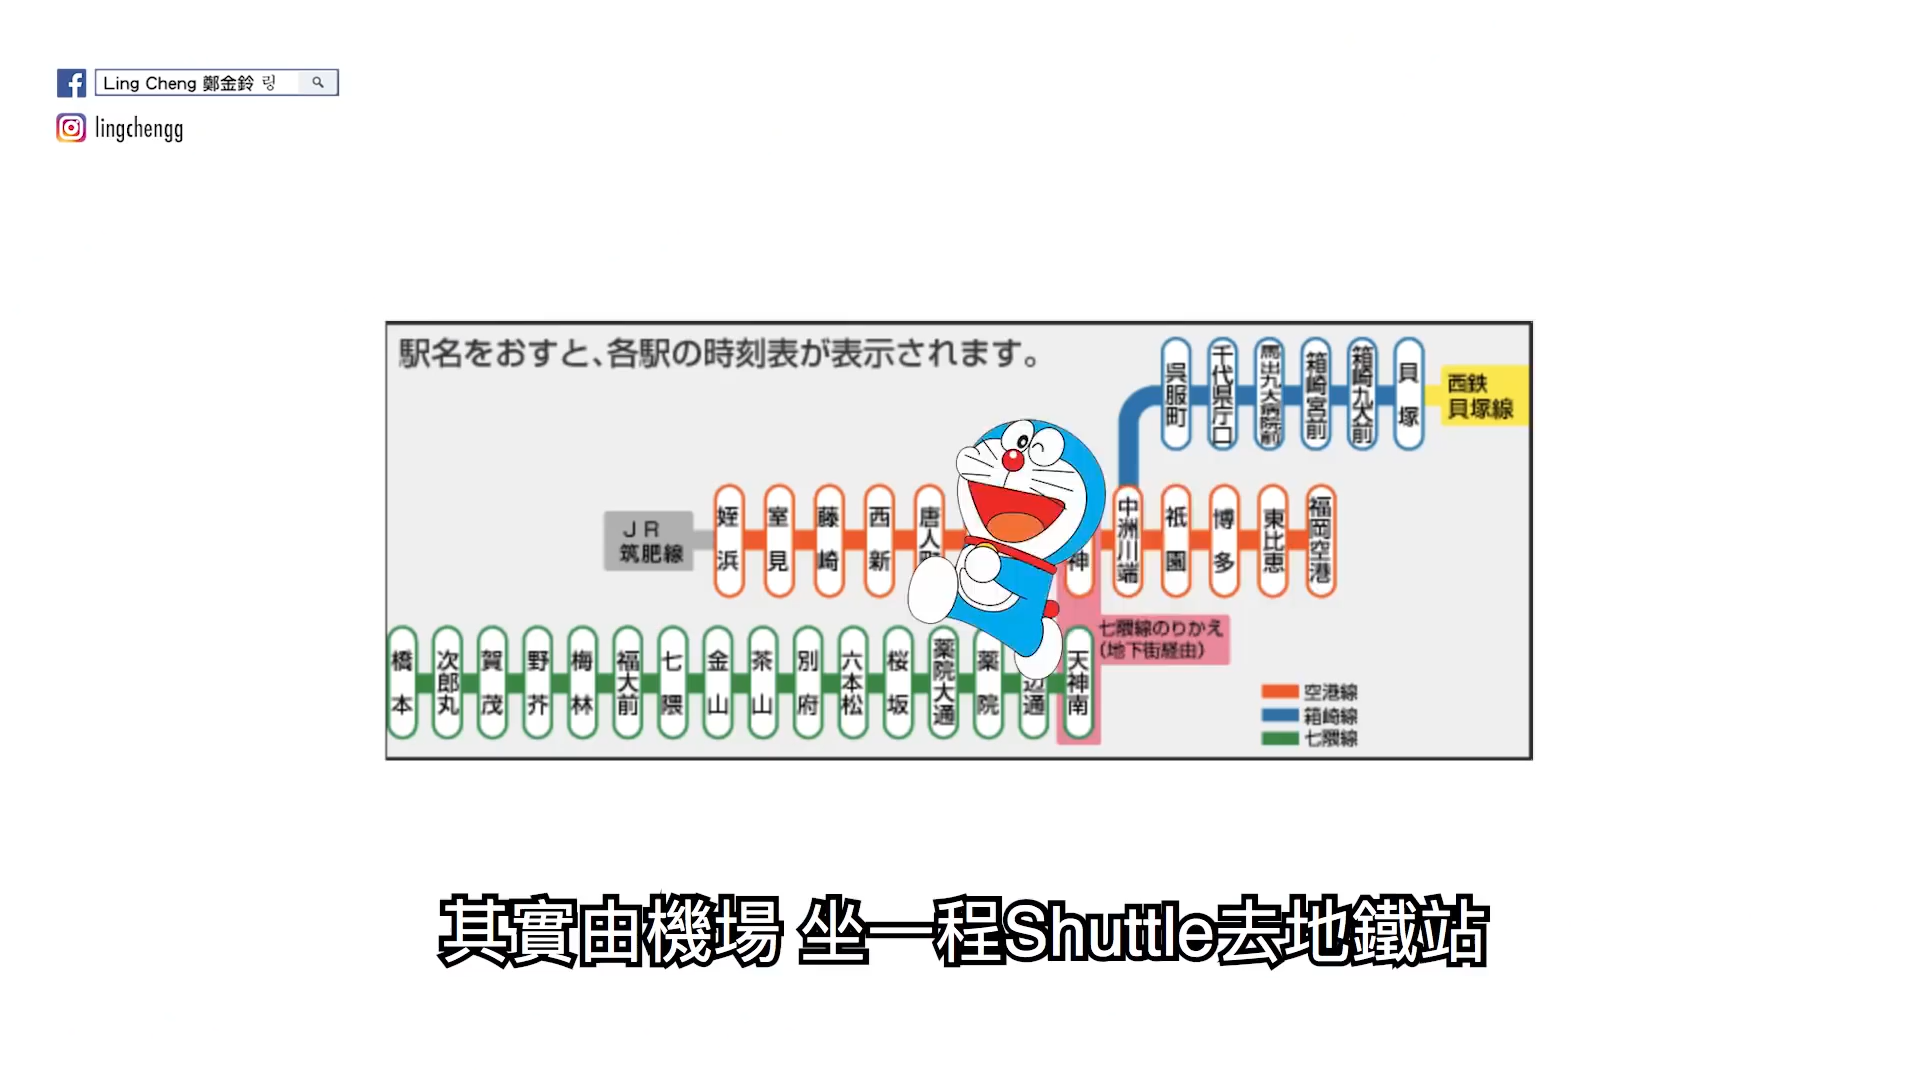 Ling Cheng 鄭金鈴 링
lingchengg
駅名をおすと、各駅の時刻表が表示されます。
呉服町
千代県庁口
馬出九大病院前
箱崎宮前
箱崎九大前
貝塚
西鉄
貝塚線
JR
筑肥線
姪浜
室見
藤崎
西新
唐人町
神
中洲川端
祇園
博多
東比恵
福岡空港
七隈線のりかえ
(地下街経由)
橋本
次郎丸
賀茂
野芥
梅林
福大前
七隈
金山
茶山
別府
六本松
桜坂
薬院大通
薬院
辺通
天神南
空港線
箱崎線
七隈線
其實由機場 坐一程Shuttle去地鐵站